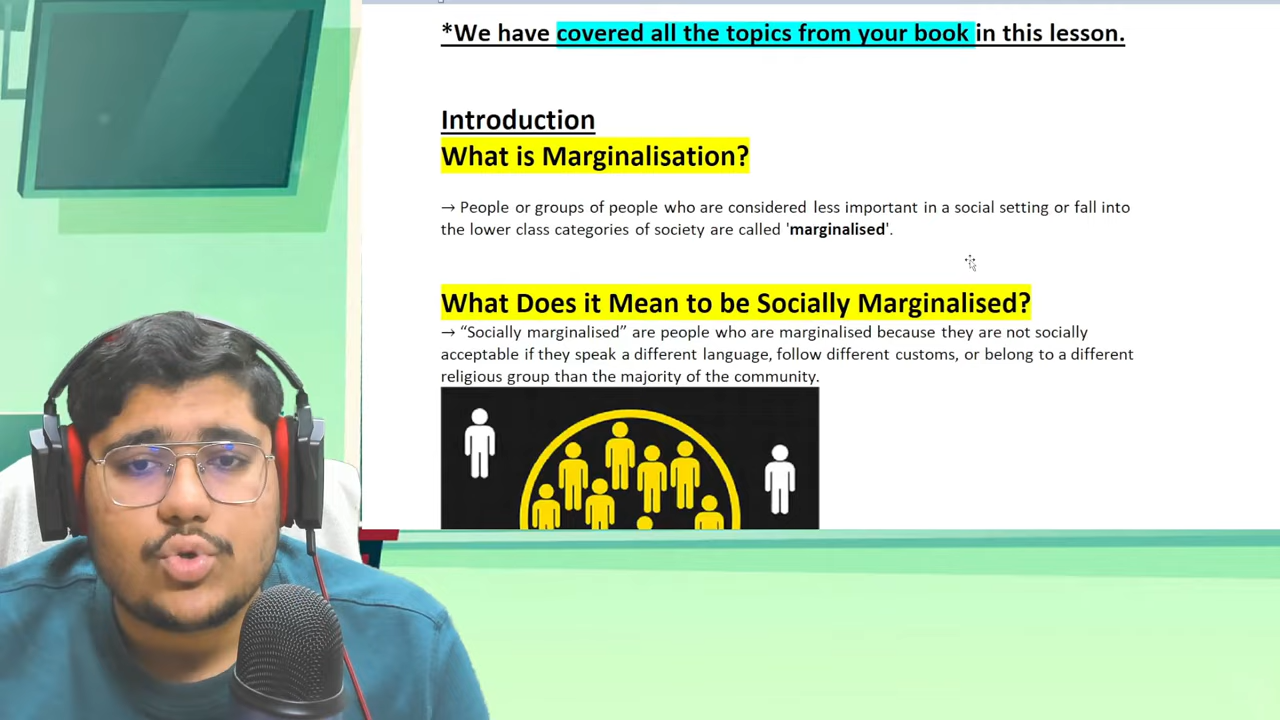 *We have covered all the topics from your book in this lesson.
Introduction
What is Marginalisation?
→ People or groups of people who are considered less important in a social setting or fall into
the lower class categories of society are called 'marginalised'.
What Does it Mean to be Socially Marginalised?
→ “Socially marginalised” are people who are marginalised because they are not socially
acceptable if they speak a different language, follow different customs, or belong to a different
religious group than the majority of the community.